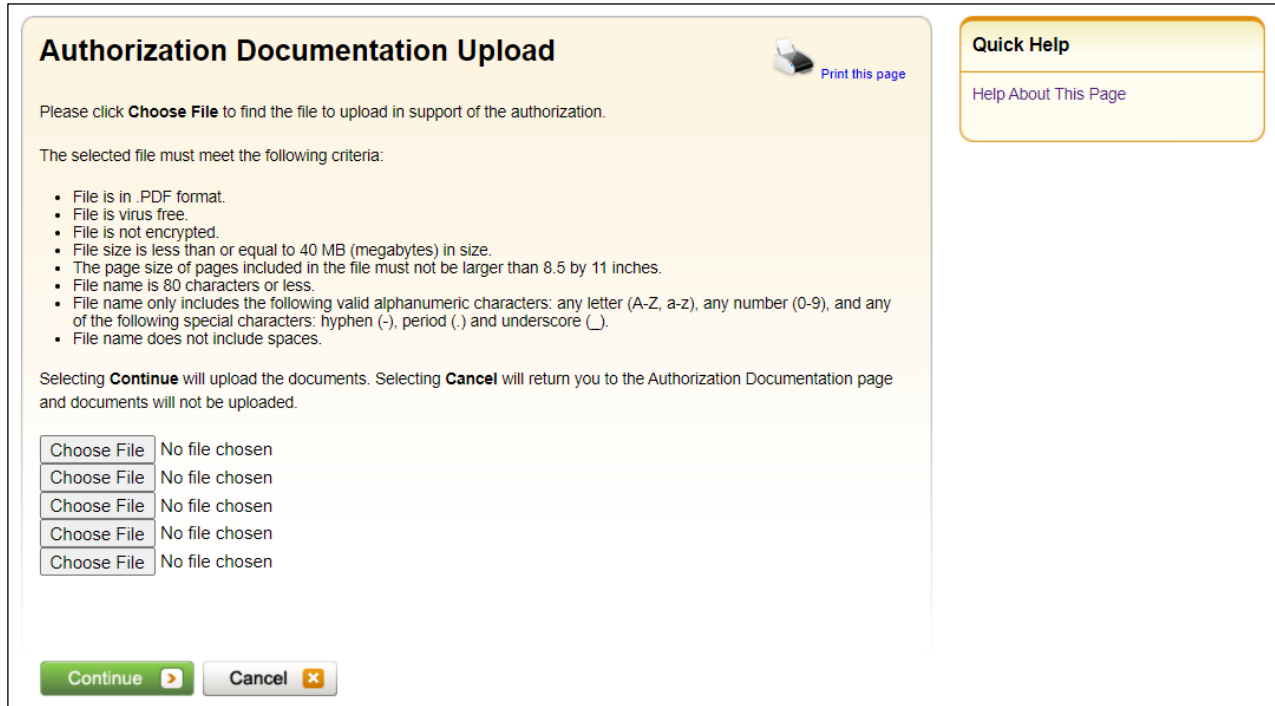 Authorization Documentation Upload
Print this page
Please click Choose File to find the file to upload in support of the authorization.
The selected file must meet the following criteria:
• File is in .PDF format.
• File is virus free.
• File is not encrypted.
• File size is less than or equal to 40 MB (megabytes) in size.
• The page size of pages included in the file must not be larger than 8.5 by 11 inches.
• File name is 80 characters or less.
• File name only includes the following valid alphanumeric characters: any letter (A-Z, a-z), any number (0-9), and any
of the following special characters: hyphen (-), period (.) and underscore (_).
• File name does not include spaces.
Selecting Continue will upload the documents. Selecting Cancel will return you to the Authorization Documentation page
and documents will not be uploaded.
Choose File No file chosen
Choose File No file chosen
Choose File No file chosen
Choose File No file chosen
Choose File No file chosen
Continue
Cancel
Quick Help
Help About This Page